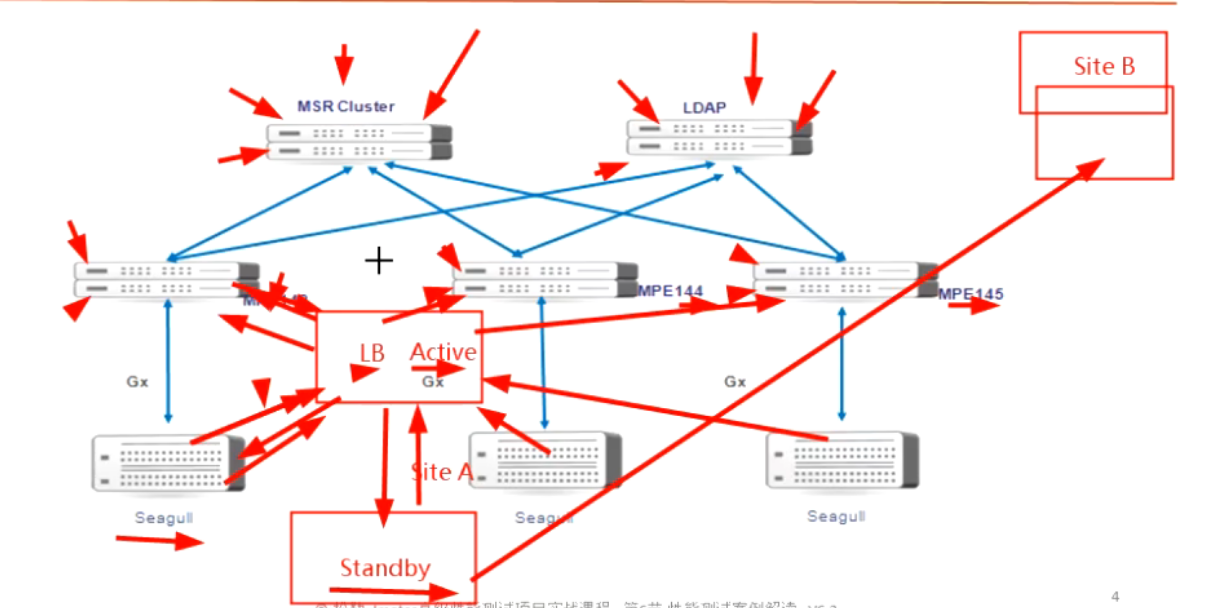 Site B
MSR Cluster
LDAP
MPE144
MPE145
LB Active
Gx
Gx
Gx
Site A
Seagull
Seagull
Seagull
Standby
4